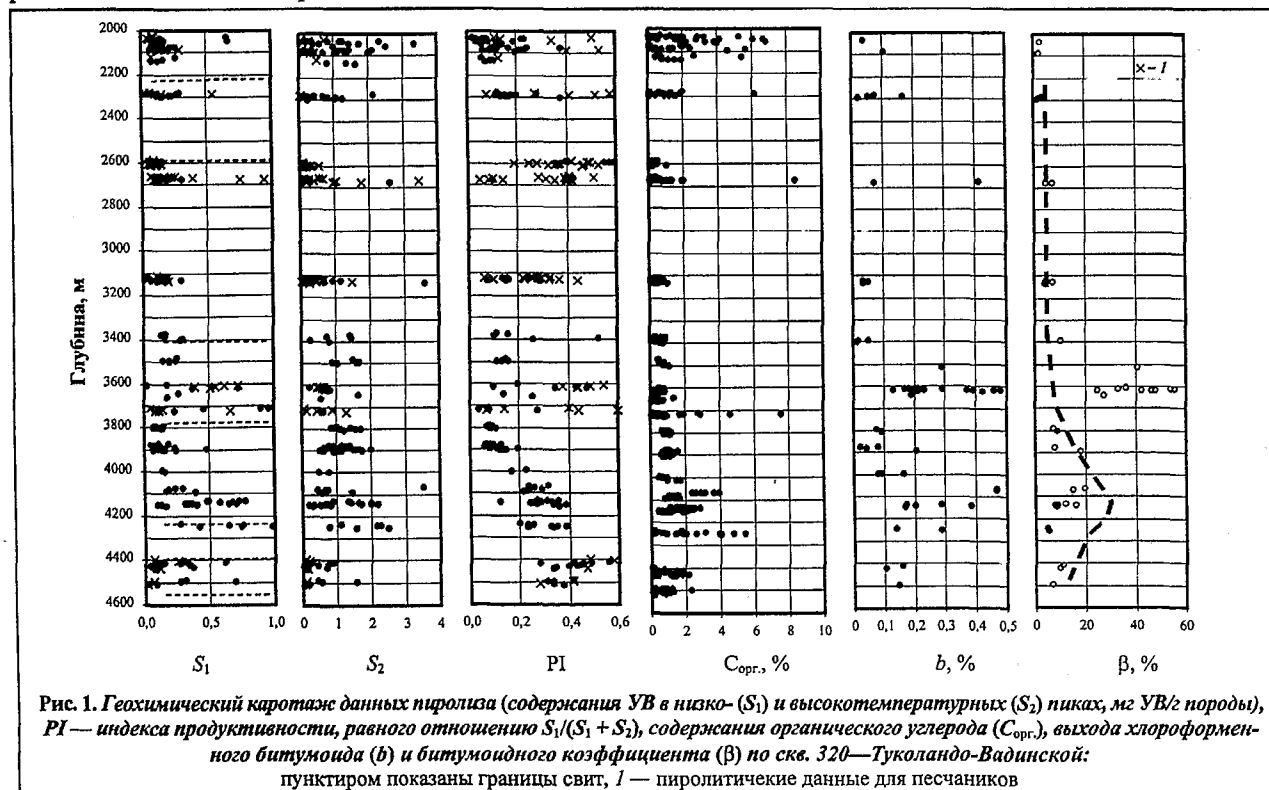 2000
2200
2400
2600
2800
3000
3200
3400
3600
3800
4000
4200
4400
4600
Глубина, м
×– 1
0,0 0,5 1,0
0 1 2 3 4
0,0 0,2 0,4 0,6
0 2 4 6 8 10
0 0,1 0,2 0,3 0,4 0,5
0 20 40 60
S₁
S₂
PI
Cорг., %
b, %
β, %
Рис. 1. Геохимический каротаж данных пиролиза (содержания УВ в низко- (S₁) и высокотемпературных (S₂) пиках, мг УВ/г породы),
PI — индекса продуктивности, равного отношению S₁/(S₁ + S₂), содержания органического углерода (Cорг.), выхода хлороформен-
ного битумоида (b) и битумоидного коэффициента (β) по скв. 320—Туколандо-Вадинской:
пунктиром показаны границы свит, 1 — пиролитичекие данные для песчаников